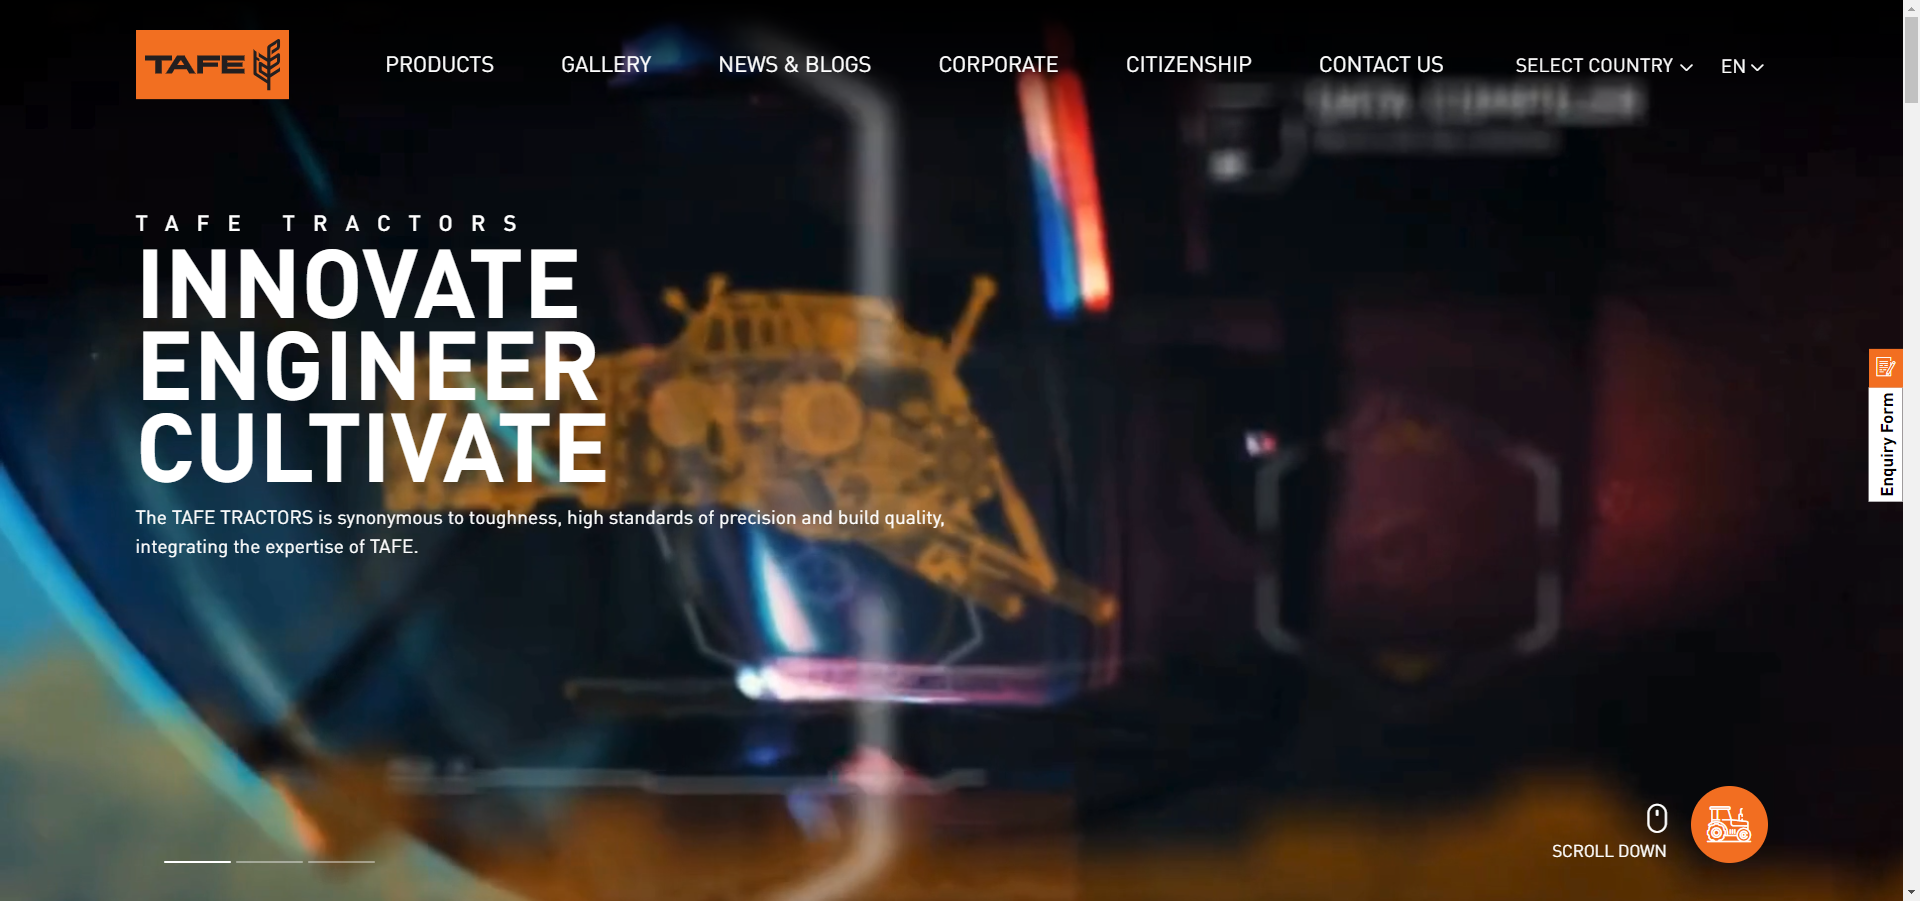 TAFE
PRODUCTS
GALLERY
NEWS & BLOGS
CORPORATE
CITIZENSHIP
CONTACT US
SELECT COUNTRY
EN
TAFE TRACTORS
INNOVATE
ENGINEER
CULTIVATE
The TAFE TRACTORS is synonymous to toughness, high standards of precision and build quality,
integrating the expertise of TAFE.
Enquiry Form
SCROLL DOWN